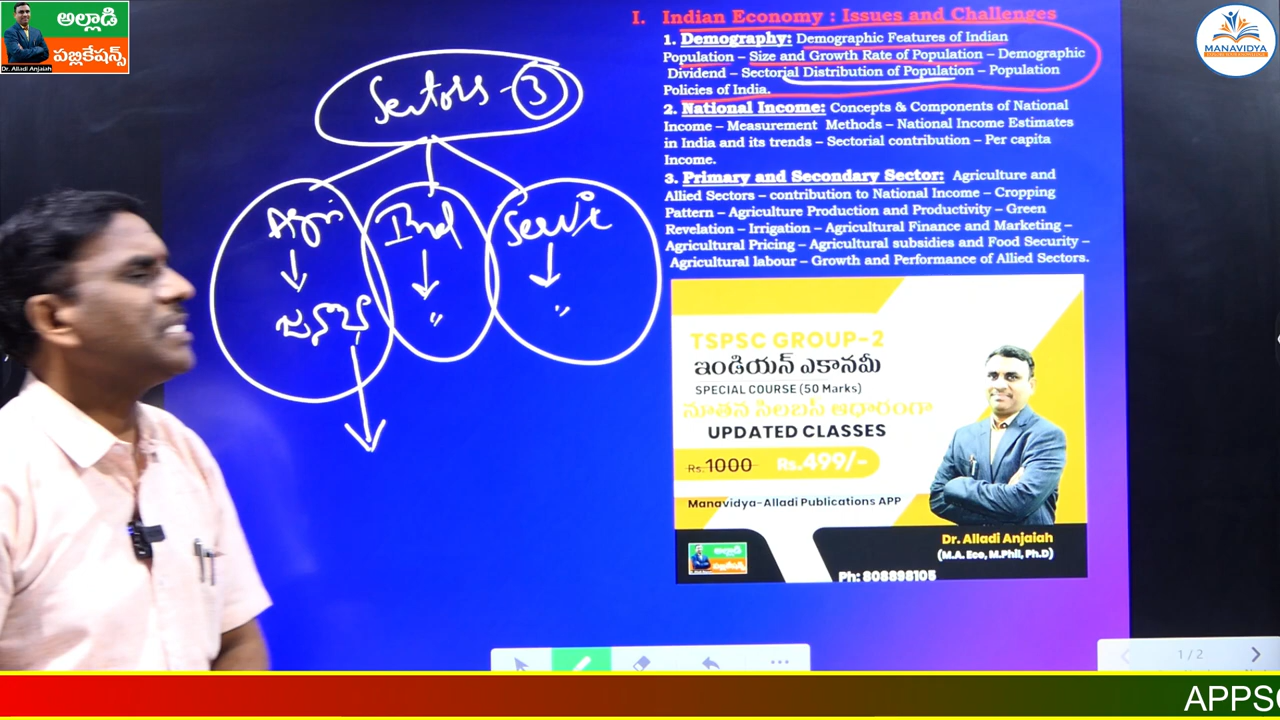 అల్లాడి
పబ్లికేషన్స్
Dr. Alladi Anjaiah
Sectors - 3
Agri
Ind
Servic
జనాభా
"
"
I. Indian Economy : Issues and Challenges
1. Demography: Demographic Features of Indian
Population – Size and Growth Rate of Population – Demographic
Dividend – Sectorial Distribution of Population – Population
Policies of India.
2. National Income: Concepts & Components of National
Income – Measurement Methods – National Income Estimates
in India and its trends – Sectorial contribution – Per capita
Income.
3. Primary and Secondary Sector: Agriculture and
Allied Sectors – contribution to National Income – Cropping
Pattern – Agriculture Production and Productivity – Green
Revelation – Irrigation – Agricultural Finance and Marketing –
Agricultural Pricing – Agricultural subsidies and Food Security –
Agricultural labour – Growth and Performance of Allied Sectors.
MANAVIDYA
TSPSC GROUP-2
ఇండియన్ ఎకానమీ
SPECIAL COURSE (50 Marks)
నూతన సిలబస్ ఆధారంగా
UPDATED CLASSES
Rs.1000 Rs.499/-
Manavidya-Alladi Publications APP
అల్లాడి
పబ్లికేషన్స్
Dr. Alladi Anjaiah
(M.A. Eco, M.Phil, Ph.D)
Ph: 808898105
1 / 2
APPSC